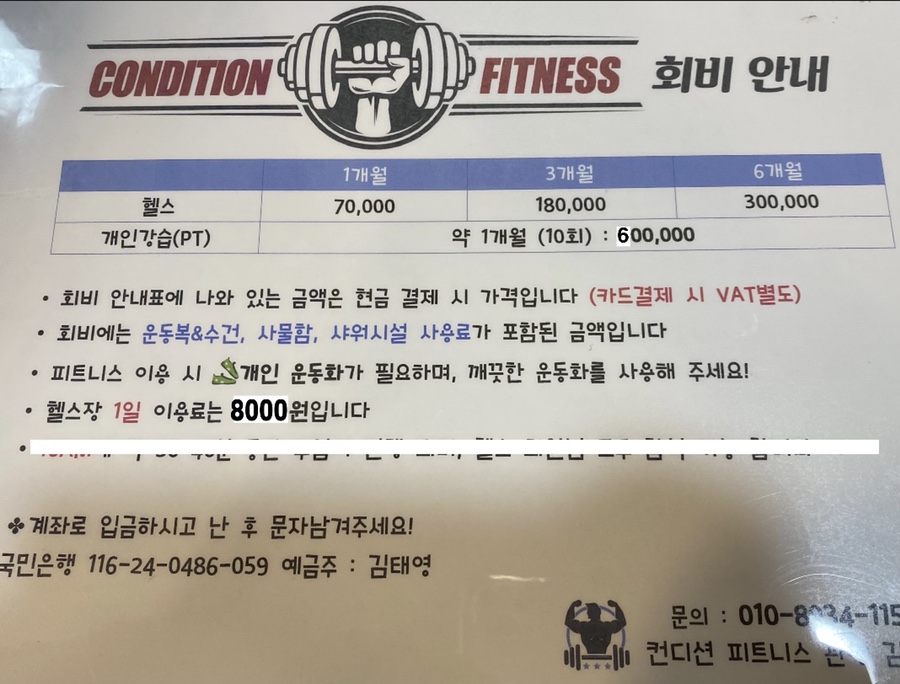 CONDITION FITNESS 회비 안내
1개월 3개월 6개월
헬스 70,000 180,000 300,000
개인강습(PT) 약 1개월 (10회) : 600,000
• 회비 안내표에 나와 있는 금액은 현금 결제 시 가격입니다 (카드결제 시 VAT별도)
• 회비에는 운동복&수건, 사물함, 샤워시설 사용료가 포함된 금액입니다
• 피트니스 이용 시 개인 운동화가 필요하며, 깨끗한 운동화를 사용해 주세요!
• 헬스장 1일 이용료는 8000원입니다
✤계좌로 입금하시고 난 후 문자남겨주세요!
국민은행 116-24-0486-059 예금주 : 김태영
문의 :
컨디션 피트니스